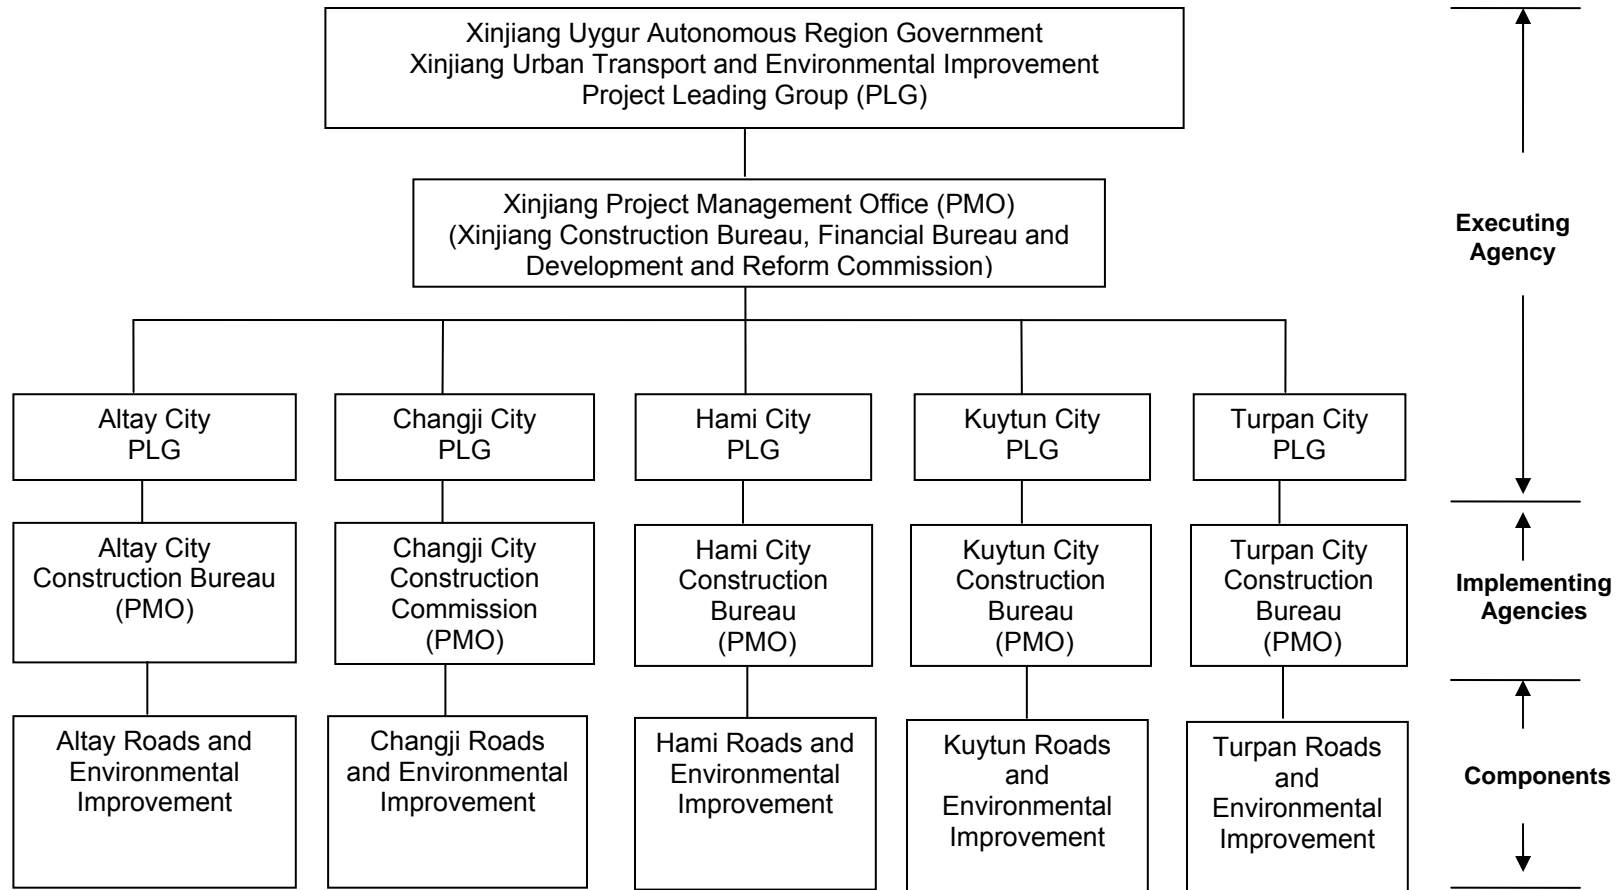 Xinjiang Uygur Autonomous Region Government
Xinjiang Urban Transport and Environmental Improvement
Project Leading Group (PLG)
Xinjiang Project Management Office (PMO)
(Xinjiang Construction Bureau, Financial Bureau and
Development and Reform Commission)
Executing
Agency
Altay City
PLG
Changji City
PLG
Hami City
PLG
Kuytun City
PLG
Turpan City
PLG
Altay City
Construction Bureau
(PMO)
Changji City
Construction
Commission
(PMO)
Hami City
Construction
Bureau
(PMO)
Kuytun City
Construction
Bureau
(PMO)
Turpan City
Construction
Bureau
(PMO)
Implementing
Agencies
Altay Roads and
Environmental
Improvement
Changji Roads
and Environmental
Improvement
Hami Roads and
Environmental
Improvement
Kuytun Roads
and
Environmental
Improvement
Turpan Roads
and
Environmental
Improvement
Components